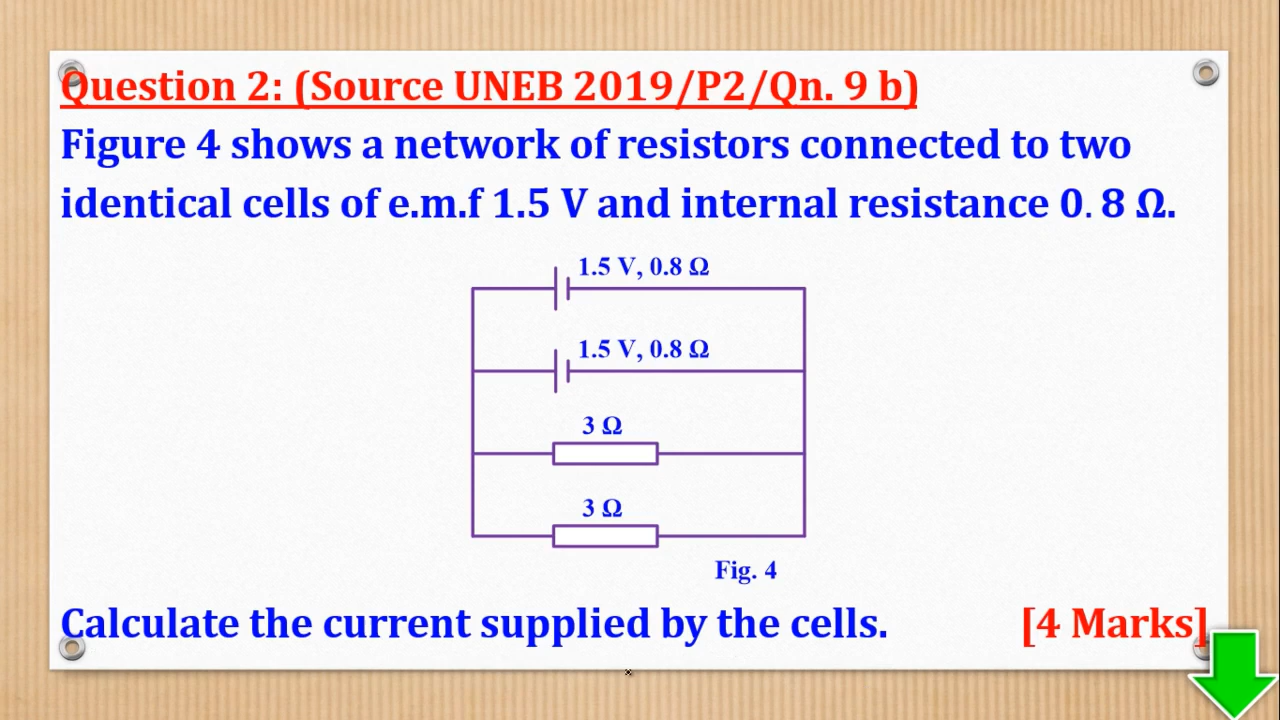 Question 2: (Source UNEB 2019/P2/Qn. 9 b)
Figure 4 shows a network of resistors connected to two
identical cells of e.m.f 1.5 V and internal resistance 0. 8 Ω.
1.5 V, 0.8 Ω
1.5 V, 0.8 Ω
3 Ω
3 Ω
Fig. 4
Calculate the current supplied by the cells. [4 Marks]